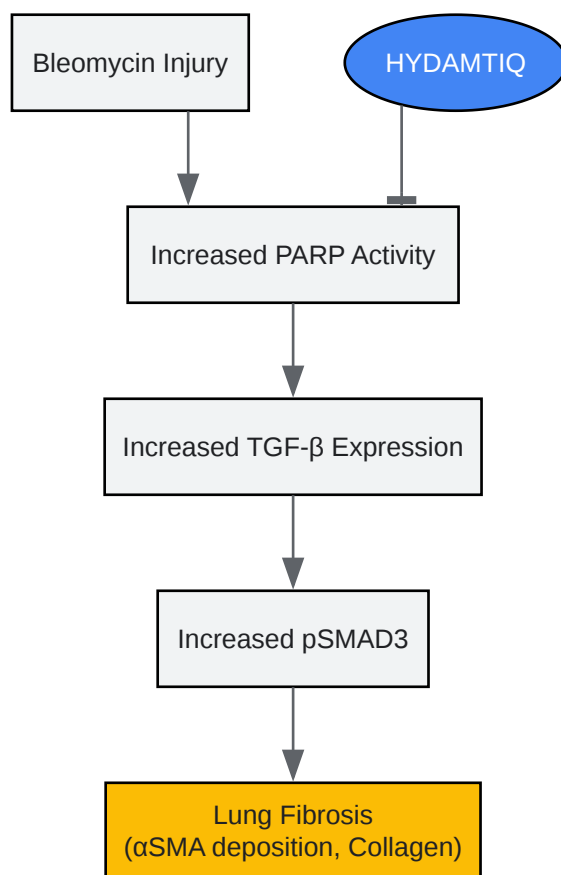 Bleomycin Injury
HYDAMTIQ
Increased PARP Activity
Increased TGF-β Expression
Increased pSMAD3
Lung Fibrosis
(αSMA deposition, Collagen)